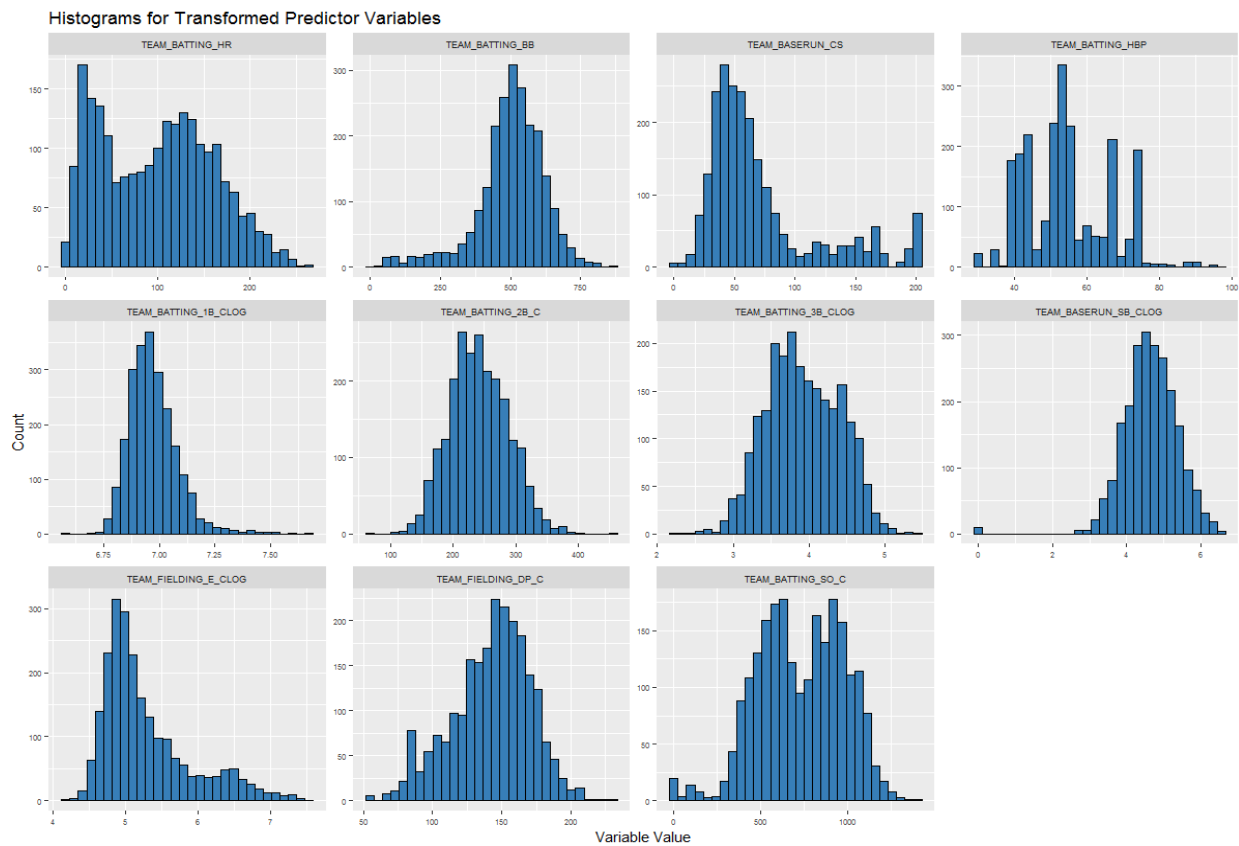 Histograms for Transformed Predictor Variables
TEAM_BATTING_HR
TEAM_BATTING_BB
TEAM_BASERUN_CS
TEAM_BATTING_HBP
150
100
50
0
0 100 200
300
200
100
0
0 250 500 750
200
100
0
0 50 100 150 200
300
200
100
0
40 60 80 100
TEAM_BATTING_1B_CLOG
TEAM_BATTING_2B_C
TEAM_BATTING_3B_CLOG
TEAM_BASERUN_SB_CLOG
Count
300
200
100
0
6.75 7.00 7.25 7.50
200
100
0
100 200 300 400
200
150
100
50
0
2 3 4 5
300
200
100
0
0 2 4 6
TEAM_FIELDING_E_CLOG
TEAM_FIELDING_DP_C
TEAM_BATTING_SO_C
300
200
100
0
4 5 6 7
200
150
100
50
0
50 100 150 200
150
100
50
0
0 500 1000
Variable Value